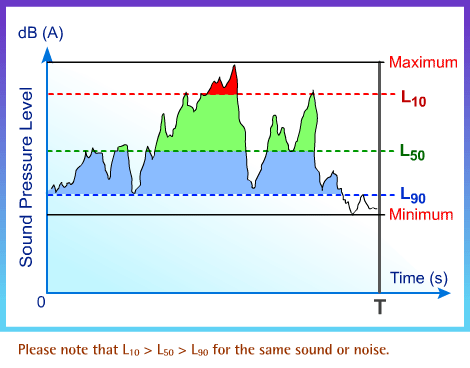 dB (A)
Maximum
L10
L50
L90
Minimum
Sound Pressure Level
Time (s)
0
T
Please note that L10 > L50 > L90 for the same sound or noise.